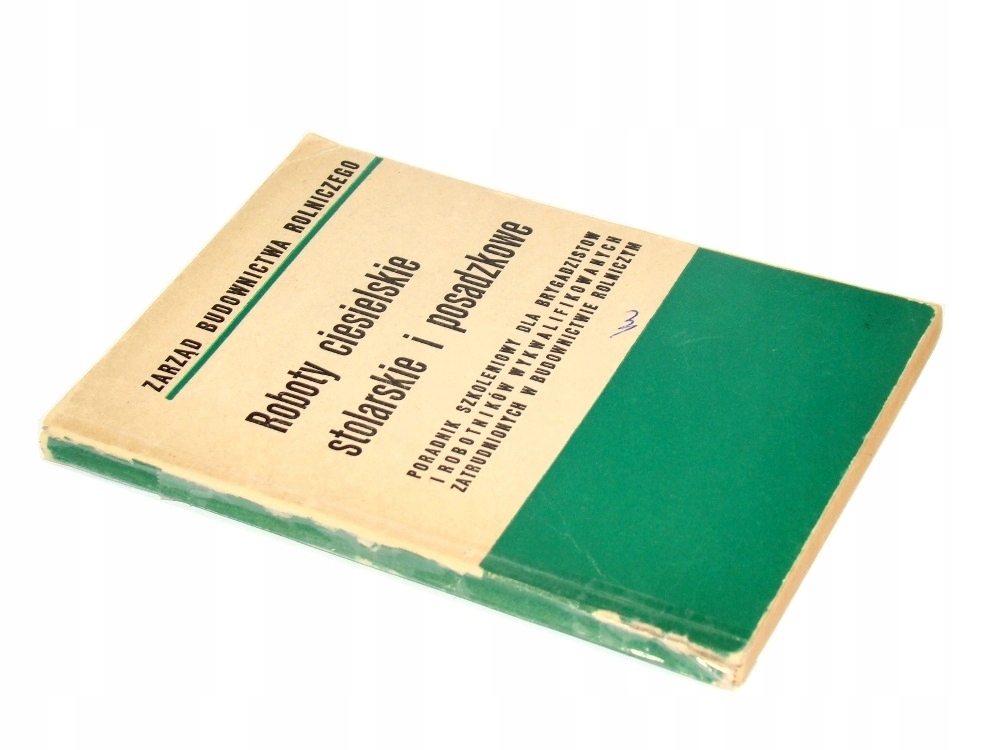 ZARZĄD BUDOWNICTWA ROLNICZEGO
Roboty ciesielskie
stolarskie i posadzkowe
PORADNIK SZKOLENIOWY DLA BRYGADZISTÓW
I ROBOTNIKÓW WYKWALIFIKOWANYCH
ZATRUDNIONYCH W BUDOWNICTWIE ROLNICZYM